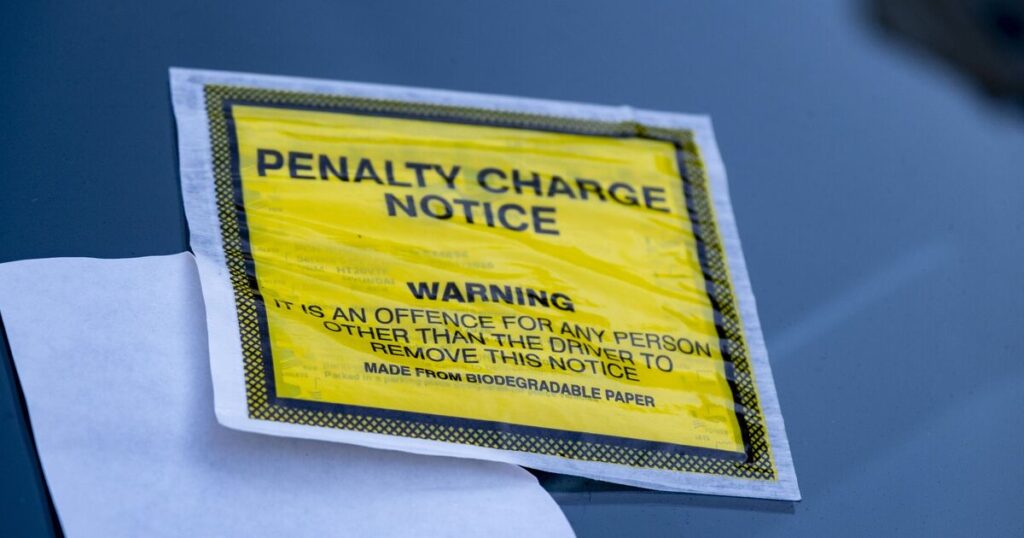 PENALTY CHARGE
NOTICE
WARNING
IT IS AN OFFENCE FOR ANY PERSON
OTHER THAN THE DRIVER TO
REMOVE THIS NOTICE
MADE FROM BIODEGRADABLE PAPER